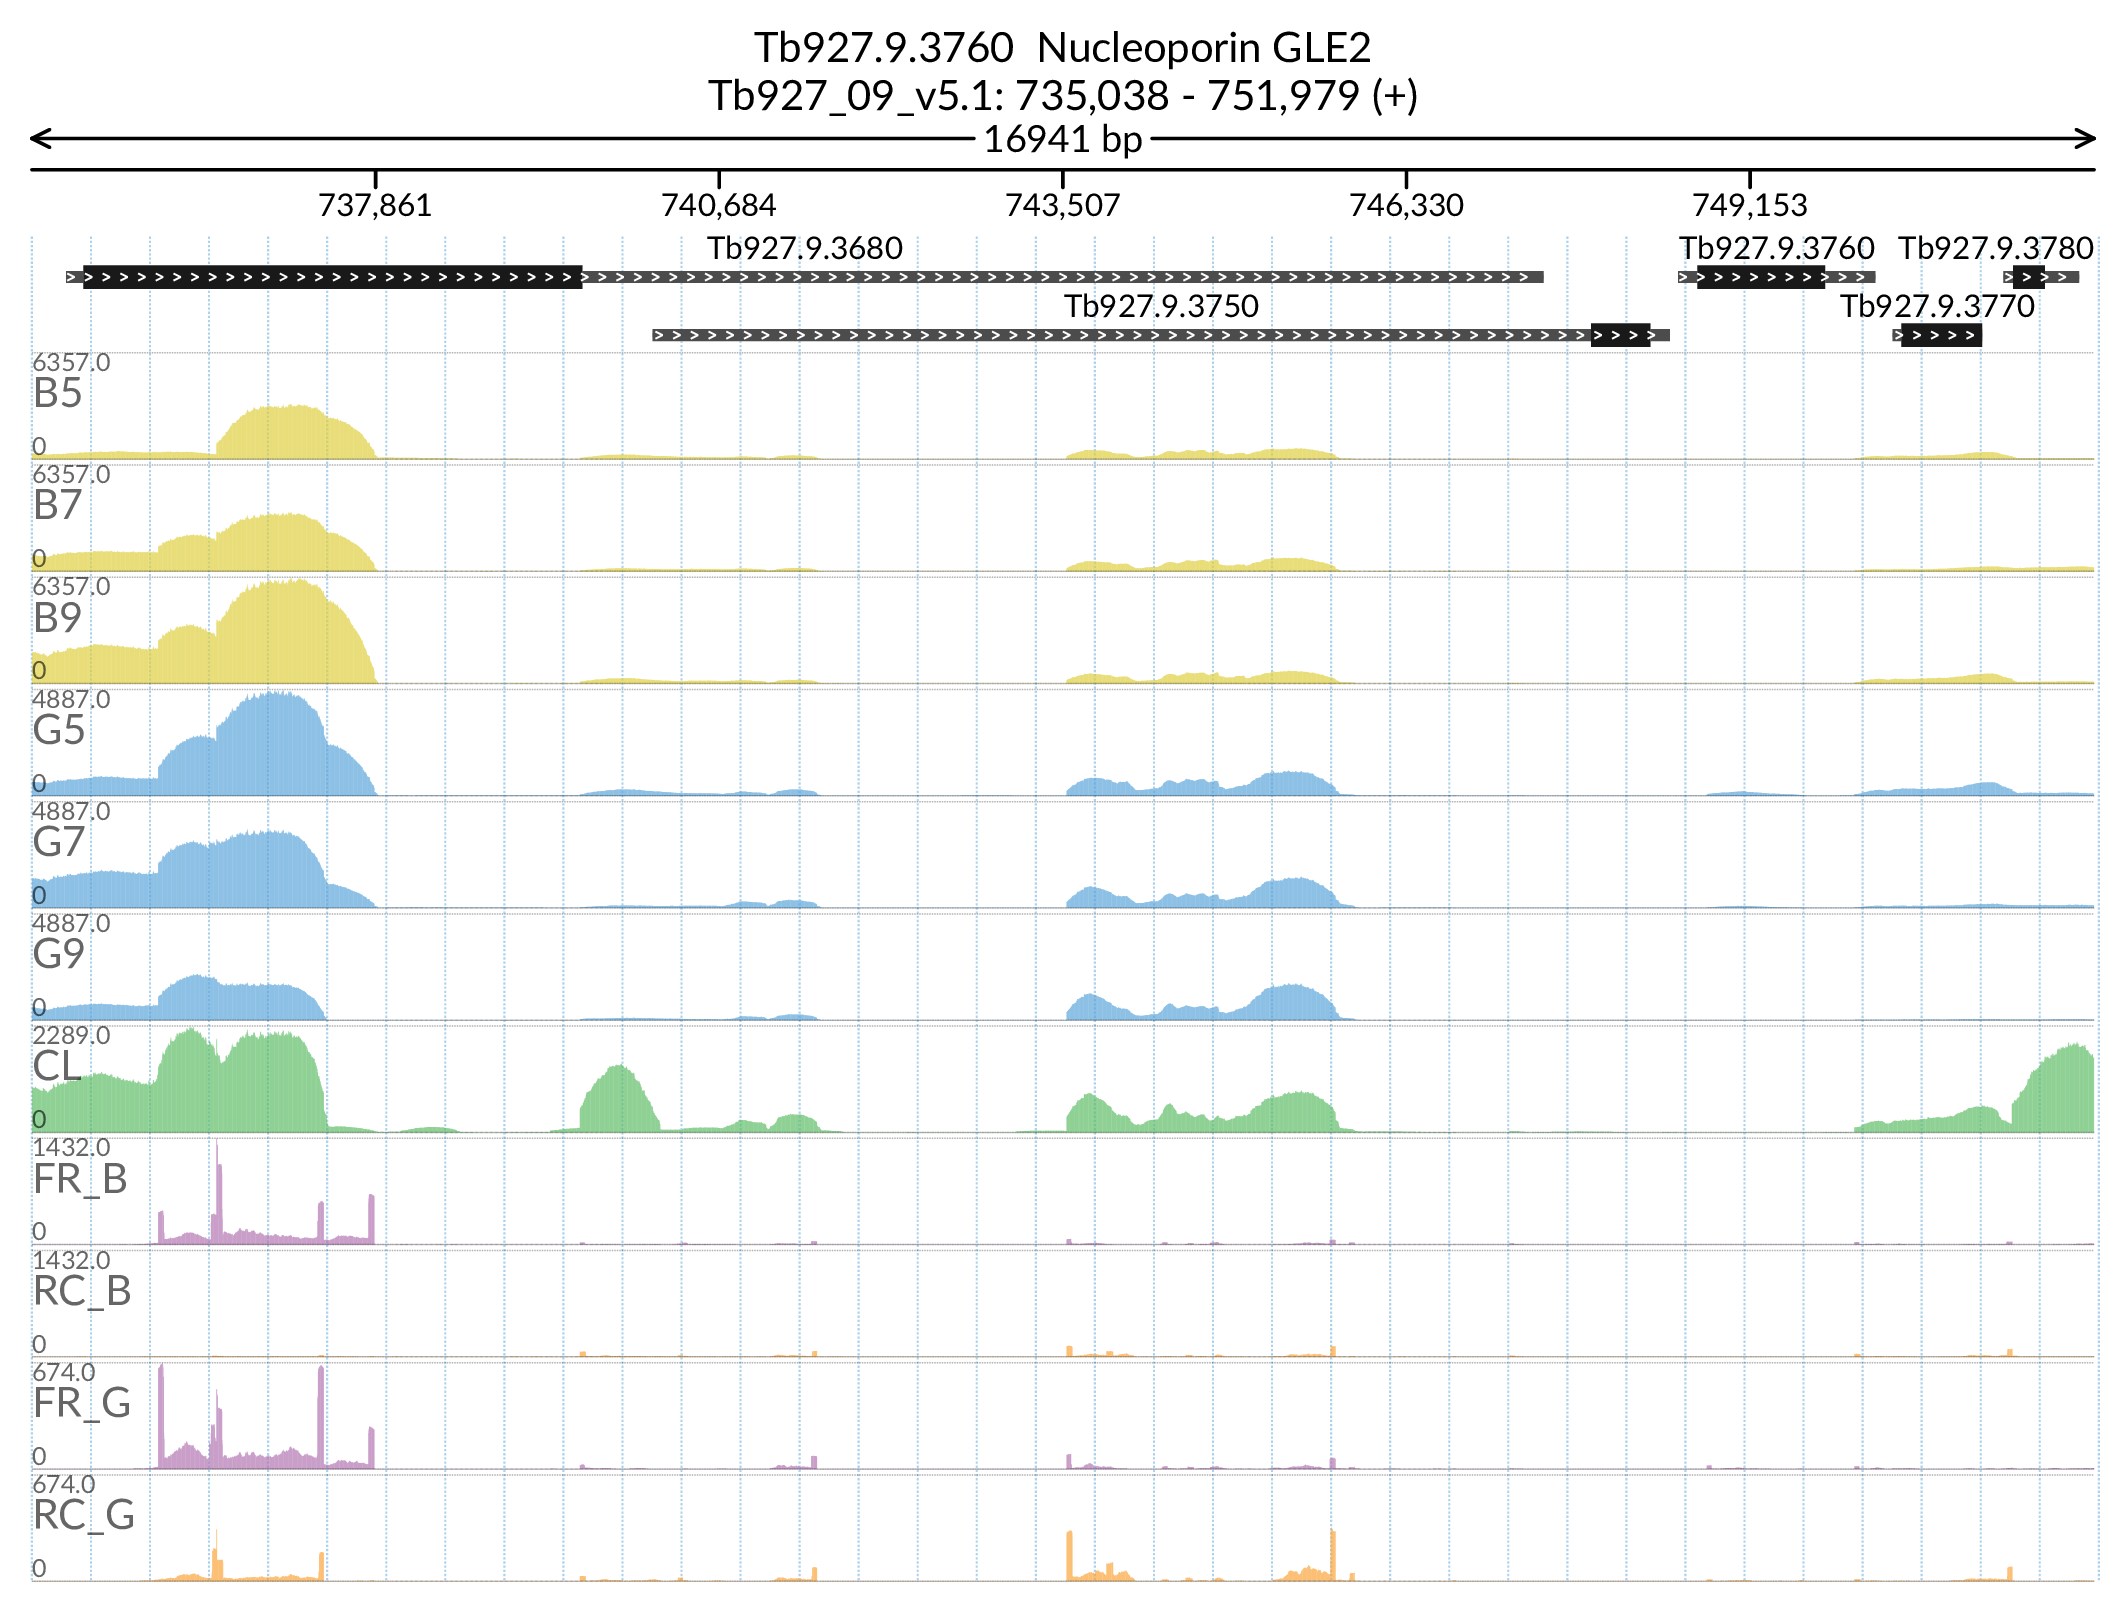 Tb927.9.3760  Nucleoporin GLE2
Tb927_09_v5.1: 735,038 - 751,979 (+)
16941 bp
737,861 740,684 743,507 746,330 749,153
Tb927.9.3680 Tb927.9.3760 Tb927.9.3780
Tb927.9.3750 Tb927.9.3770
6357.0
B5
0
6357.0
B7
0
6357.0
B9
0
4887.0
G5
0
4887.0
G7
0
4887.0
G9
0
2289.0
CL
0
1432.0
FR_B
0
1432.0
RC_B
0
674.0
FR_G
0
674.0
RC_G
0